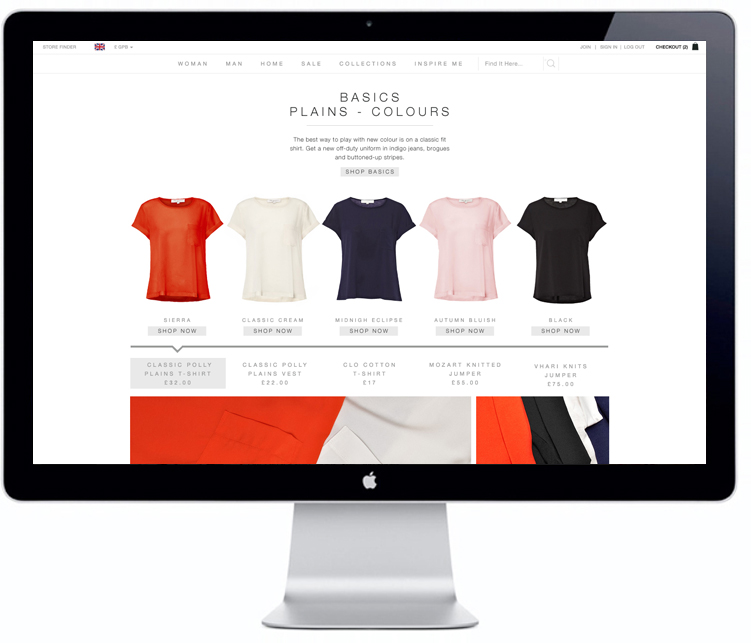 STORE FINDER £ GPB JOIN | SIGN IN | LOG OUT CHECKOUT (2)
WOMAN MAN HOME SALE COLLECTIONS INSPIRE ME Find it Here...
BASICS
PLAINS - COLOURS
The best way to play with new colour is on a classic fit
shirt. Get a new off-duty uniform in indigo jeans, brogues
and buttoned-up stripes.
SHOP BASICS
SIERRA CLASSIC CREAM MIDNIGH ECLIPSE AUTUMN BLUISH BLACK
SHOP NOW SHOP NOW SHOP NOW SHOP NOW SHOP NOW
CLASSIC POLLY CLASSIC POLLY CLO COTTON MOZART KNITTED VHARI KNITS
PLAINS T-SHIRT PLAINS VEST T-SHIRT JUMPER JUMPER
£32.00 £22.00 £17 £55.00 £75.00